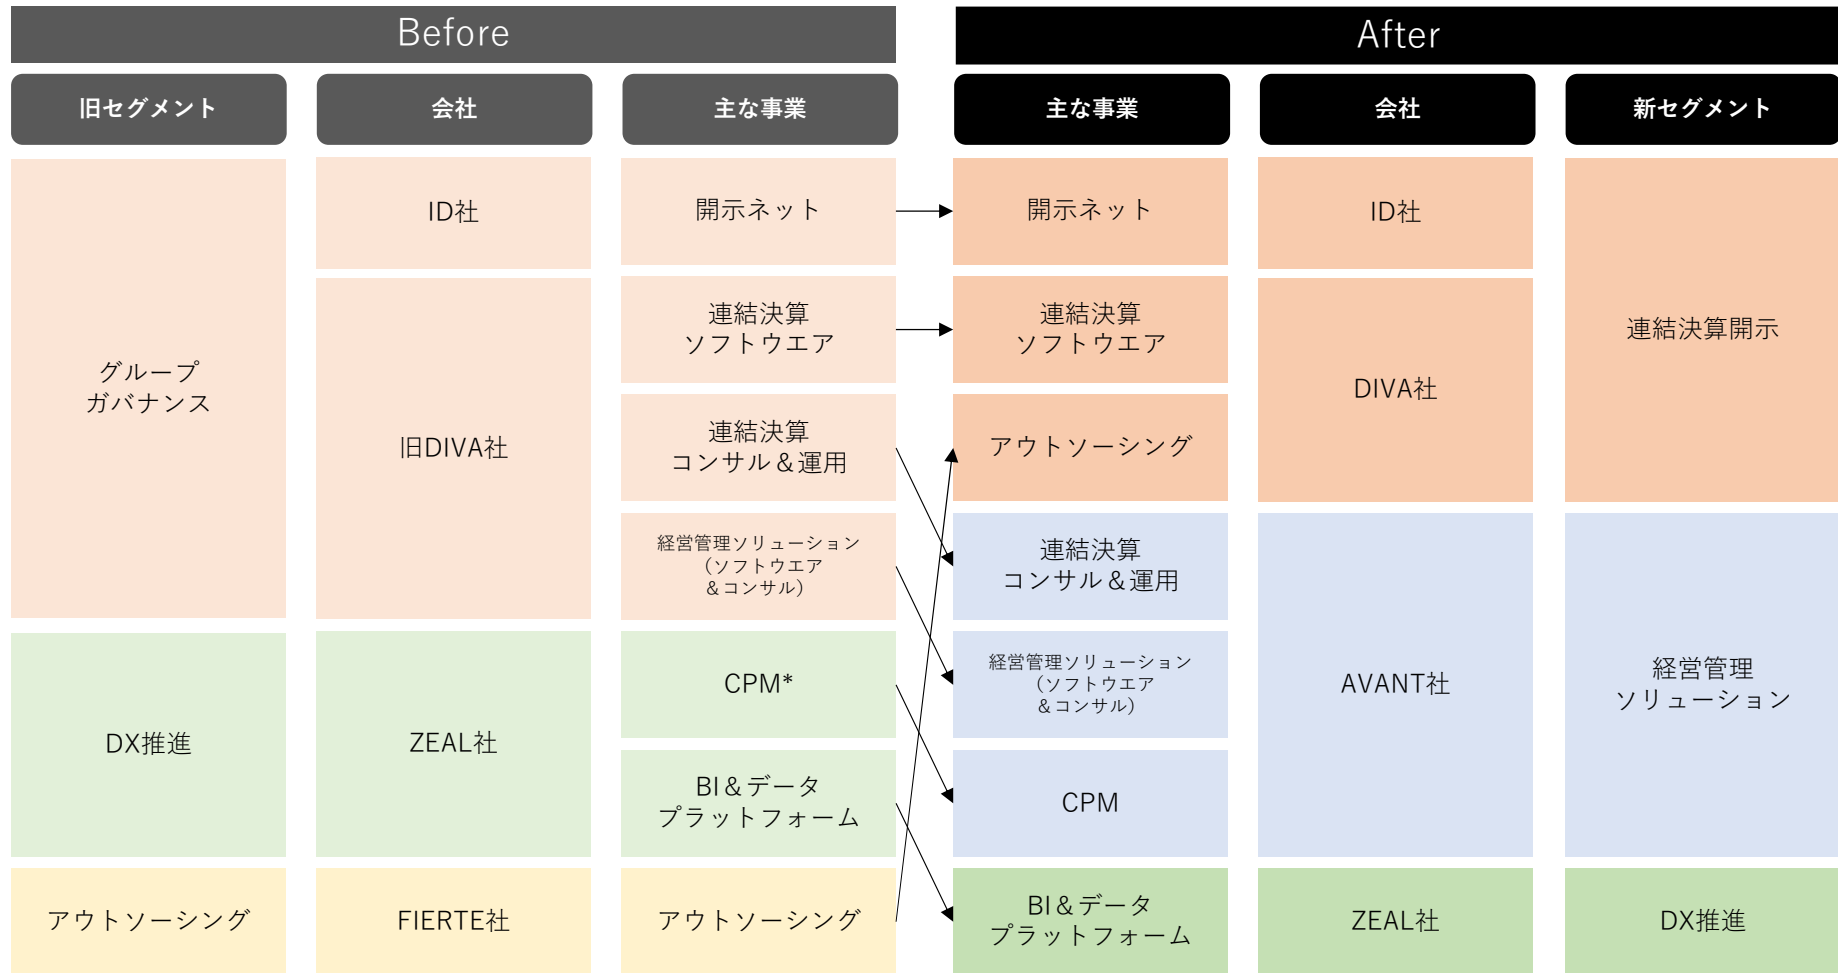 Before
After
旧セグメント
会社
主な事業
主な事業
会社
新セグメント
グループ
ガバナンス
ID社
開示ネット
開示ネット
ID社
連結決算開示
旧DIVA社
連結決算
ソフトウエア
連結決算
ソフトウエア
DIVA社
連結決算
コンサル＆運用
アウトソーシング
経営管理ソリューション
（ソフトウエア
＆コンサル）
連結決算
コンサル＆運用
AVANT社
経営管理
ソリューション
DX推進
ZEAL社
CPM*
経営管理ソリューション
（ソフトウエア
＆コンサル）
BI＆データ
プラットフォーム
CPM
アウトソーシング
FIERTE社
アウトソーシング
BI＆データ
プラットフォーム
ZEAL社
DX推進